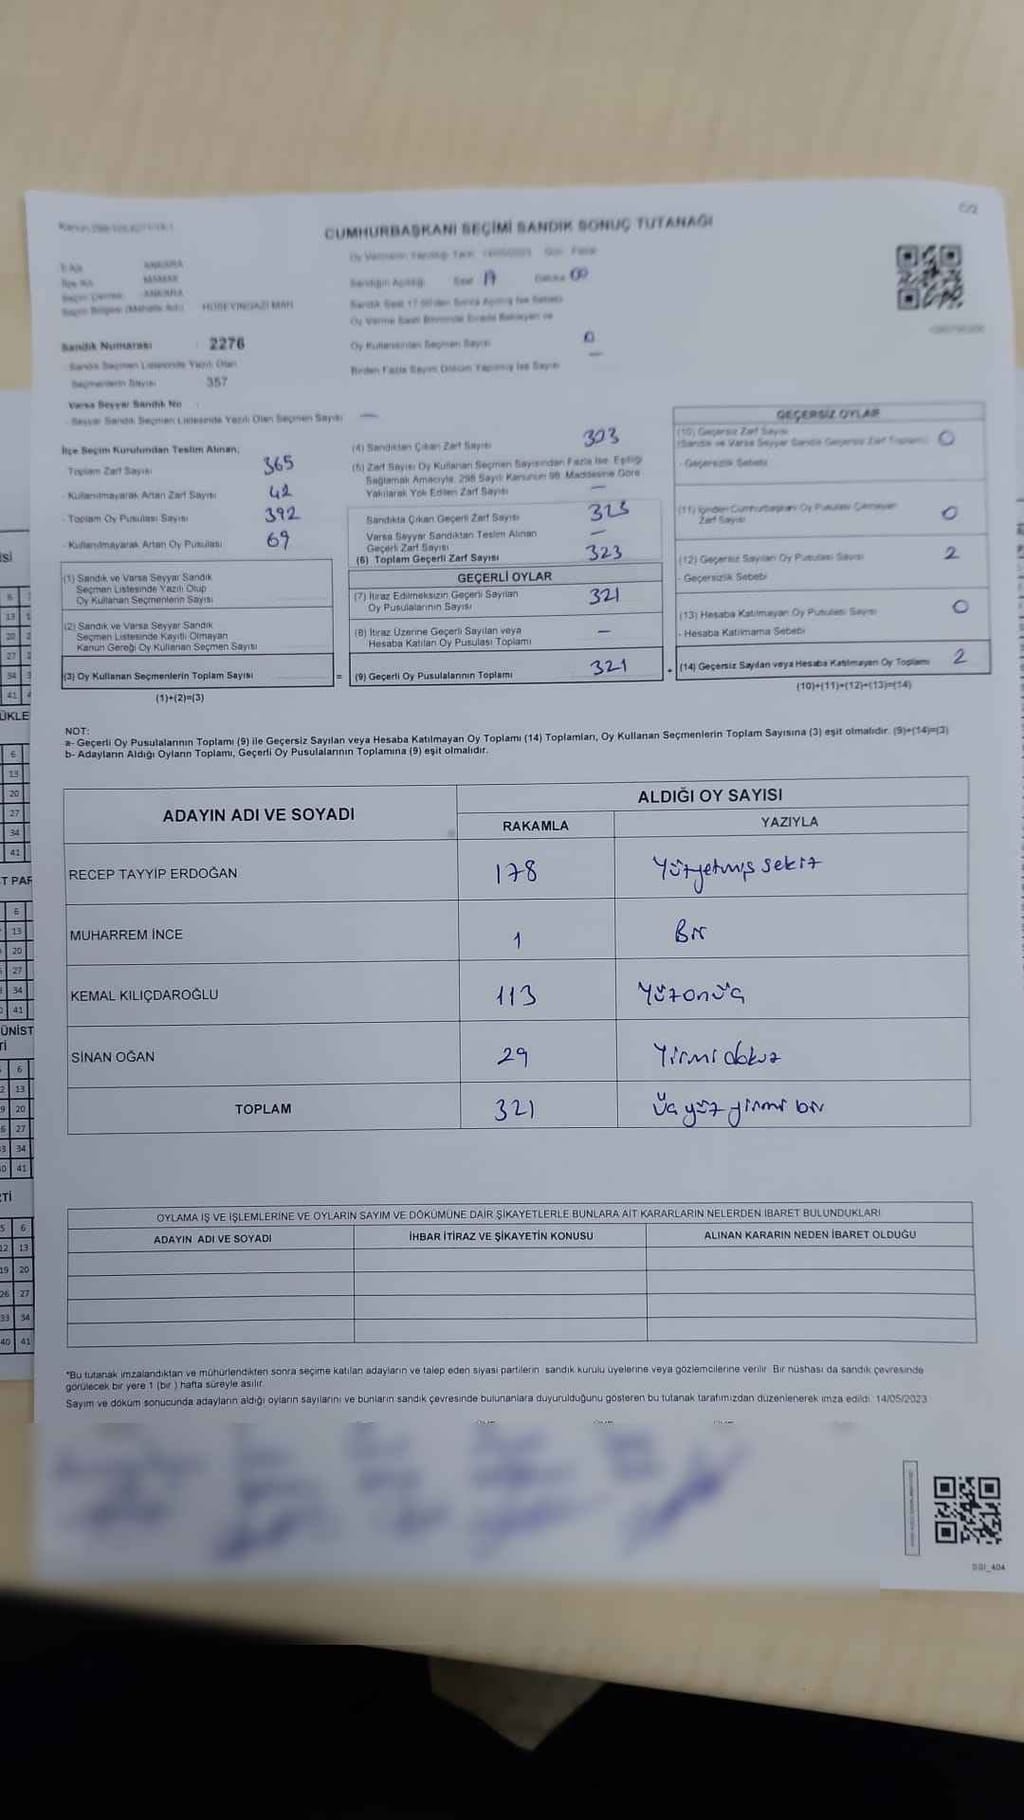 CUMHURBAŞKANI SEÇİMİ SANDIK SONUÇ TUTANAĞI
ANKARA
MAMAK
ANKARA
HÜSEYİNGAZİ MAH
Sandığın Açılışı Saat 17 Dakika 00
Sandık Saat 17.00'den Sonra Açılmış İse Sebebi
Oy Verme Saati Bitiminde Sırada Bekleyen ve
Oy Kullandırılan Seçmen Sayısı 0
Birden Fazla Sayım Döküm Yapılmış İse Sayısı —
Sandık Numarası : 2276
Sandık Seçmen Listesinde Yazılı Olan
Seçmenlerin Sayısı 357
Varsa Seyyar Sandık No
Seyyar Sandık Seçmen Listesinde Yazılı Olan Seçmen Sayısı —
İlçe Seçim Kurulundan Teslim Alınan;
Toplam Zarf Sayısı 365
- Kullanılmayarak Artan Zarf Sayısı 42
- Toplam Oy Pusulası Sayısı 392
- Kullanılmayarak Artan Oy Pusulası 69
(1) Sandık ve Varsa Seyyar Sandık
Seçmen Listesinde Yazılı Olup
Oy Kullanan Seçmenlerin Sayısı
(2) Sandık ve Varsa Seyyar Sandık
Seçmen Listesinde Kayıtlı Olmayan
Kanun Gereği Oy Kullanan Seçmen Sayısı
(3) Oy Kullanan Seçmenlerin Toplam Sayısı
(1)+(2)=(3)
=
(4) Sandıktan Çıkan Zarf Sayısı 323
(5) Zarf Sayısı Oy Kullanan Seçmen Sayısından Fazla İse, Eşitliği
Sağlamak Amacıyla, 298 Sayılı Kanunun 98. Maddesine Göre
Yakılarak Yok Edilen Zarf Sayısı —
Sandıkta Çıkan Geçerli Zarf Sayısı 323
Varsa Seyyar Sandıktan Teslim Alınan
Geçerli Zarf Sayısı —
(6) Toplam Geçerli Zarf Sayısı 323
GEÇERLİ OYLAR
(7) İtiraz Edilmeksizin Geçerli Sayılan
Oy Pusulalarının Sayısı 321
(8) İtiraz Üzerine Geçerli Sayılan veya
Hesaba Katılan Oy Pusulası Toplamı —
(9) Geçerli Oy Pusulalarının Toplamı 321
+
GEÇERSİZ OYLAR
(10) Geçersiz Zarf Sayısı
(Sandık ve Varsa Seyyar Sandık Geçersiz Zarf Toplamı) 0
- Geçersizlik Sebebi
(11) İçinden Cumhurbaşkanı Oy Pusulası Çıkmayan
Zarf Sayısı 0
(12) Geçersiz Sayılan Oy Pusulası Sayısı 2
- Geçersizlik Sebebi
(13) Hesaba Katılmayan Oy Pusulası Sayısı 0
- Hesaba Katılmama Sebebi
(14) Geçersiz Sayılan veya Hesaba Katılmayan Oy Toplamı 2
(10)+(11)+(12)+(13)=(14)
NOT:
a- Geçerli Oy Pusulalarının Toplamı (9) ile Geçersiz Sayılan veya Hesaba Katılmayan Oy Toplamı (14) Toplamları, Oy Kullanan Seçmenlerin Toplam Sayısına (3) eşit olmalıdır. (9)+(14)=(3)
b- Adayların Aldığı Oyların Toplamı, Geçerli Oy Pusulalarının Toplamına (9) eşit olmalıdır.
ADAYIN ADI VE SOYADI
ALDIĞI OY SAYISI
RAKAMLA YAZIYLA
RECEP TAYYİP ERDOĞAN 178 Yüzyetmiş sekiz
MUHARREM İNCE 1 Bir
KEMAL KILIÇDAROĞLU 113 Yüzonüç
SİNAN OĞAN 29 Yirmi dokuz
TOPLAM 321 Üç yüz yirmi bir
OYLAMA İŞ VE İŞLEMLERİNE VE OYLARIN SAYIM VE DÖKÜMÜNE DAİR ŞİKAYETLERLE BUNLARA AİT KARARLARIN NELERDEN İBARET BULUNDUKLARI
ADAYIN ADI VE SOYADI İHBAR İTİRAZ VE ŞİKAYETİN KONUSU ALINAN KARARIN NEDEN İBARET OLDUĞU
*Bu tutanak imzalandıktan ve mühürlendikten sonra seçime katılan adayların ve talep eden siyasi partilerin sandık kurulu üyelerine veya gözlemcilerine verilir. Bir nüshası da sandık çevresinde
görülecek bir yere 1 (bir ) hafta süreyle asılır.
Sayım ve döküm sonucunda adayların aldığı oyların sayılarını ve bunların sandık çevresinde bulunanlara duyurulduğunu gösteren bu tutanak tarafımızdan düzenlenerek imza edildi. 14/05/2023